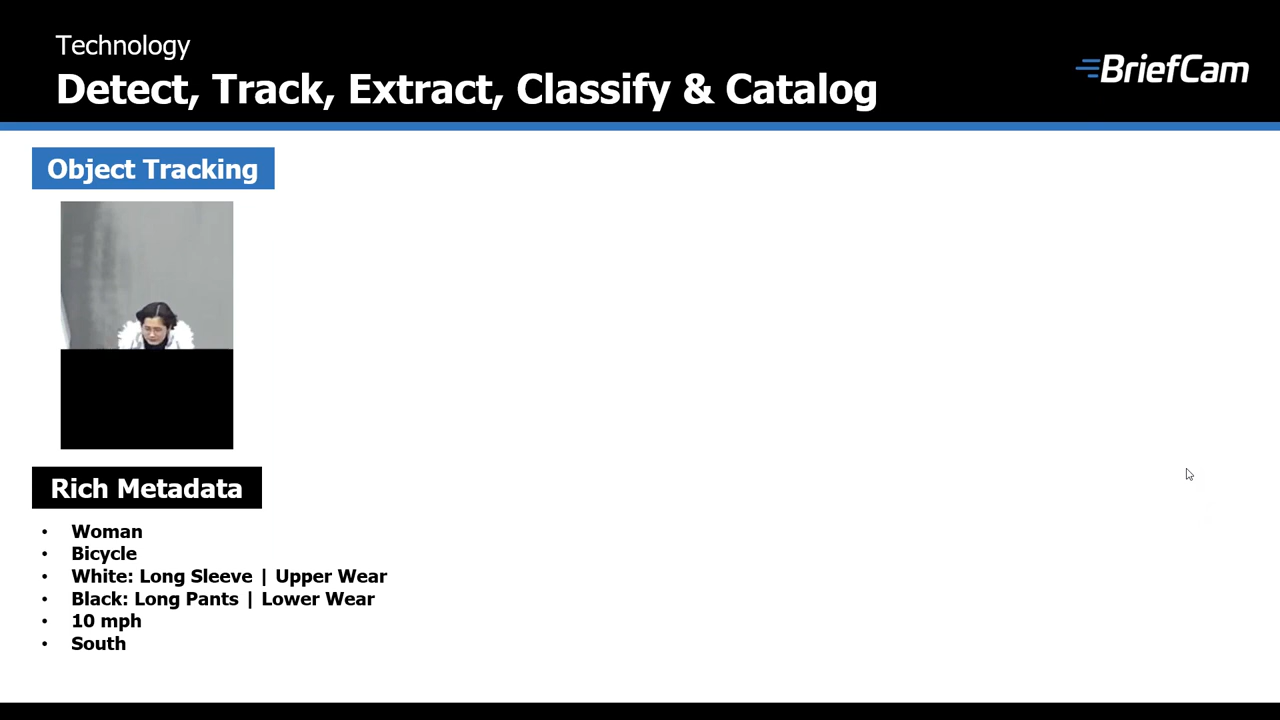 Technology
Detect, Track, Extract, Classify & Catalog
BriefCam
Object Tracking
Rich Metadata
• Woman
• Bicycle
• White: Long Sleeve | Upper Wear
• Black: Long Pants | Lower Wear
• 10 mph
• South